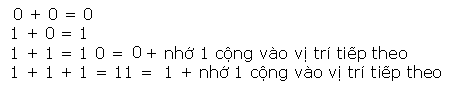 0 + 0 = 0
1 + 0 = 1
1 + 1 = 1 0 = 0 + nhớ 1 cộng vào vị trí tiếp theo
1 + 1 + 1 = 11 = 1 + nhớ 1 cộng vào vị trí tiếp theo